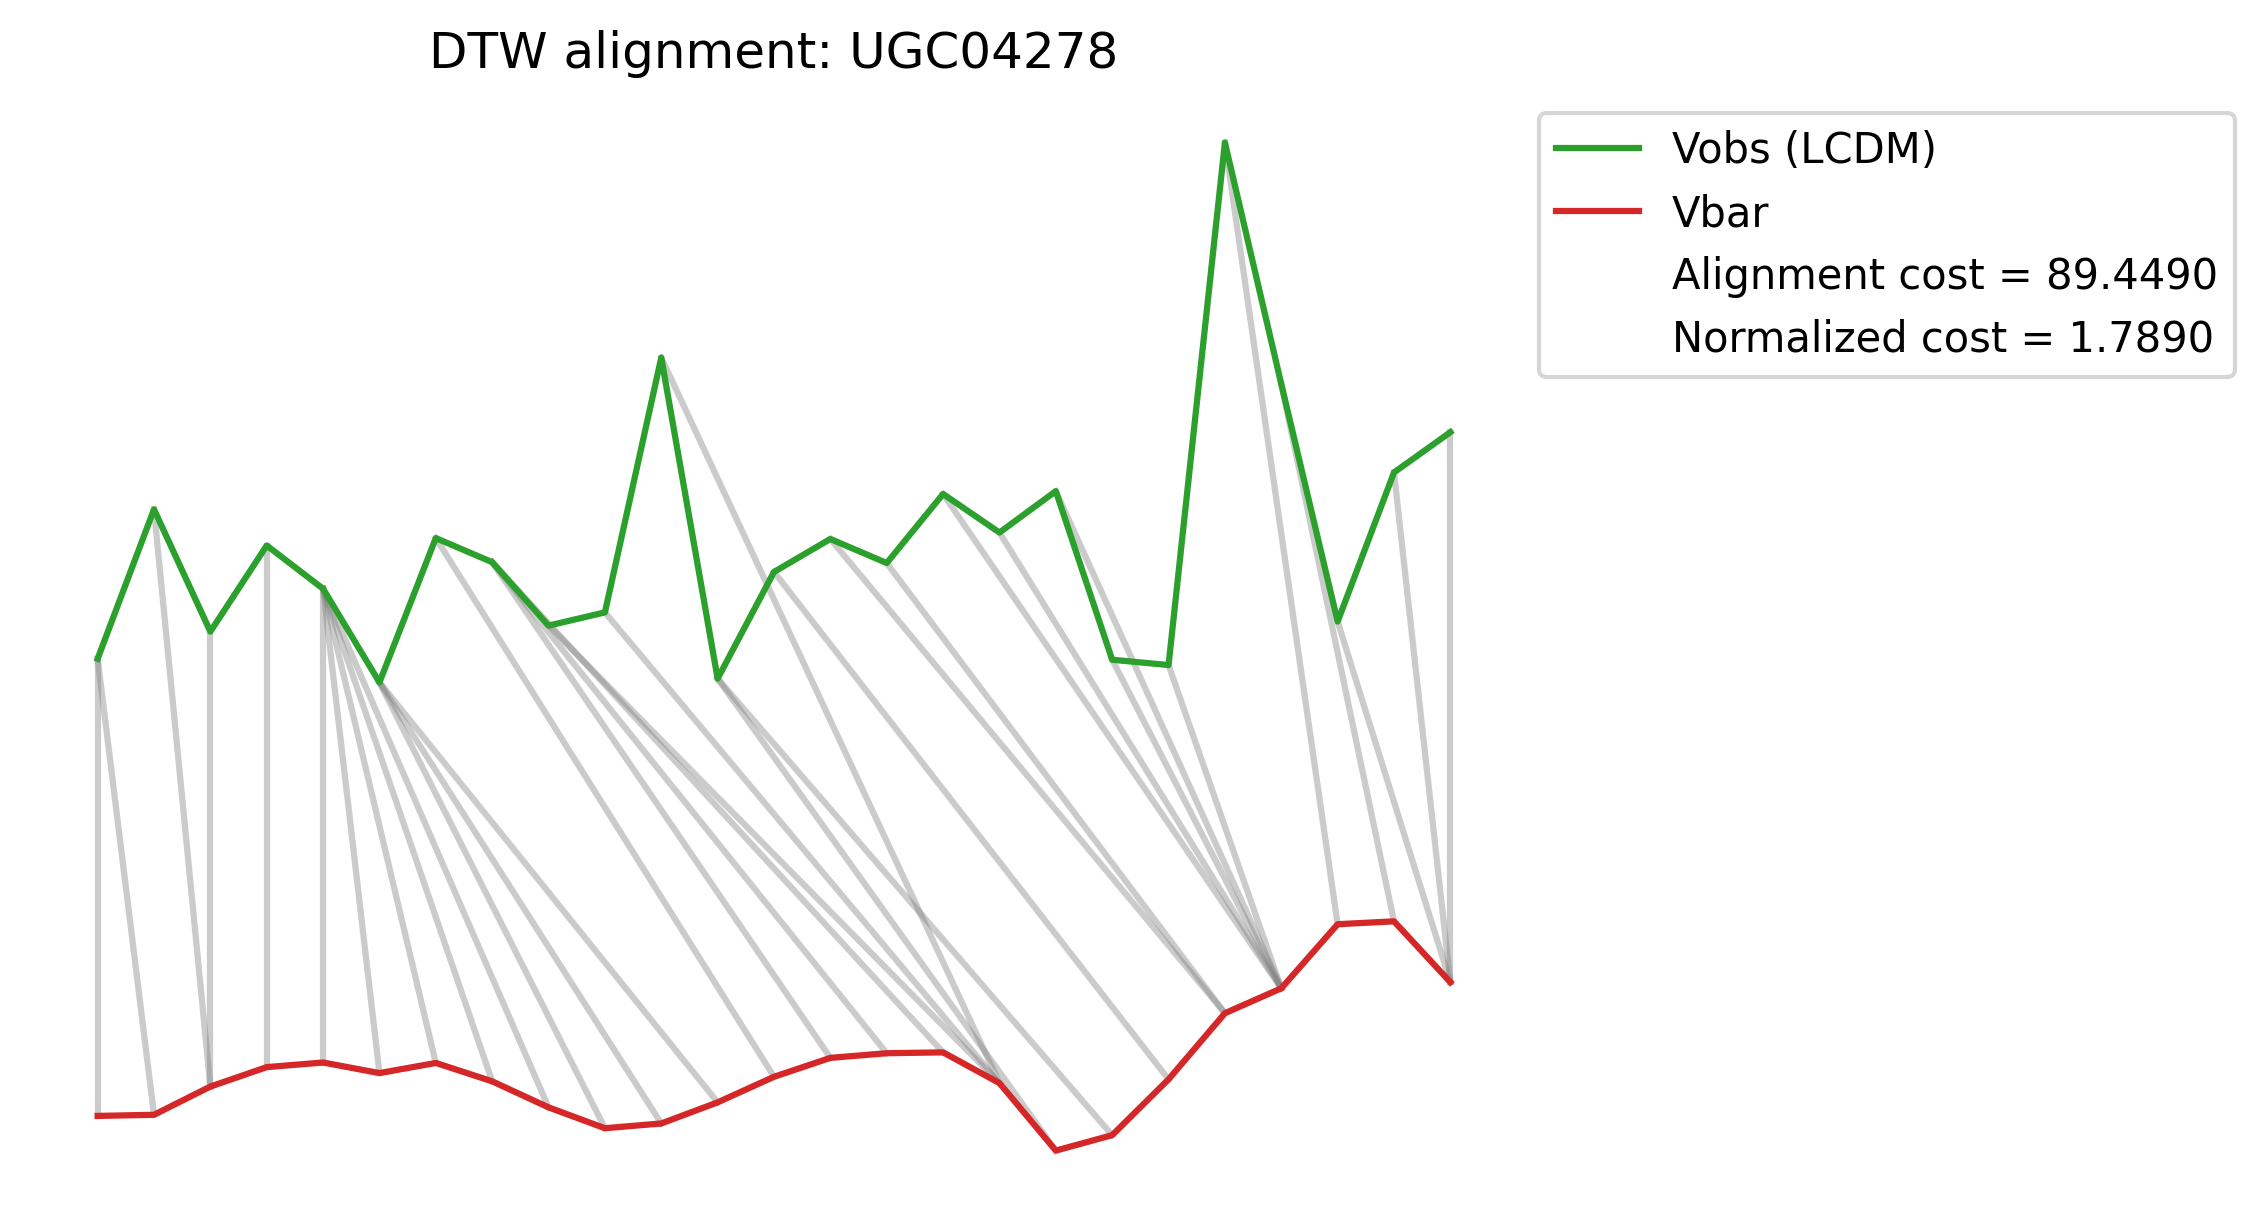 DTW alignment: UGC04278
Vobs (LCDM)
Vbar
Alignment cost = 89.4490
Normalized cost = 1.7890